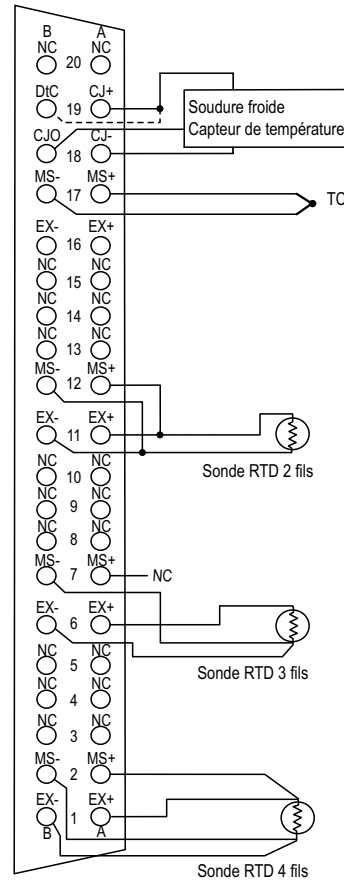 B A
NC 20 NC
DtC 19 CJ+
Soudure froide
Capteur de température
CJO 18 CJ-
MS- 17 MS+
TC
EX- 16 EX+
NC 15 NC
NC 14 NC
NC 13 NC
MS- 12 MS+
EX- 11 EX+
Sonde RTD 2 fils
NC 10 NC
NC 9 NC
NC 8 NC
MS- 7 MS+ NC
EX- 6 EX+
Sonde RTD 3 fils
NC 5 NC
NC 4 NC
NC 3 NC
MS- 2 MS+
EX- 1 EX+
B A
Sonde RTD 4 fils